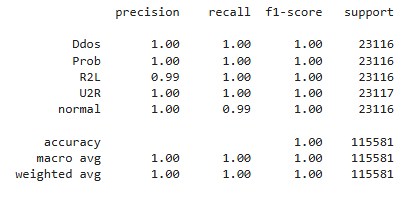 precision recall f1-score support
Ddos 1.00 1.00 1.00 23116
Prob 1.00 1.00 1.00 23116
R2L 0.99 1.00 1.00 23116
U2R 1.00 1.00 1.00 23117
normal 1.00 0.99 1.00 23116
accuracy 1.00 115581
macro avg 1.00 1.00 1.00 115581
weighted avg 1.00 1.00 1.00 115581